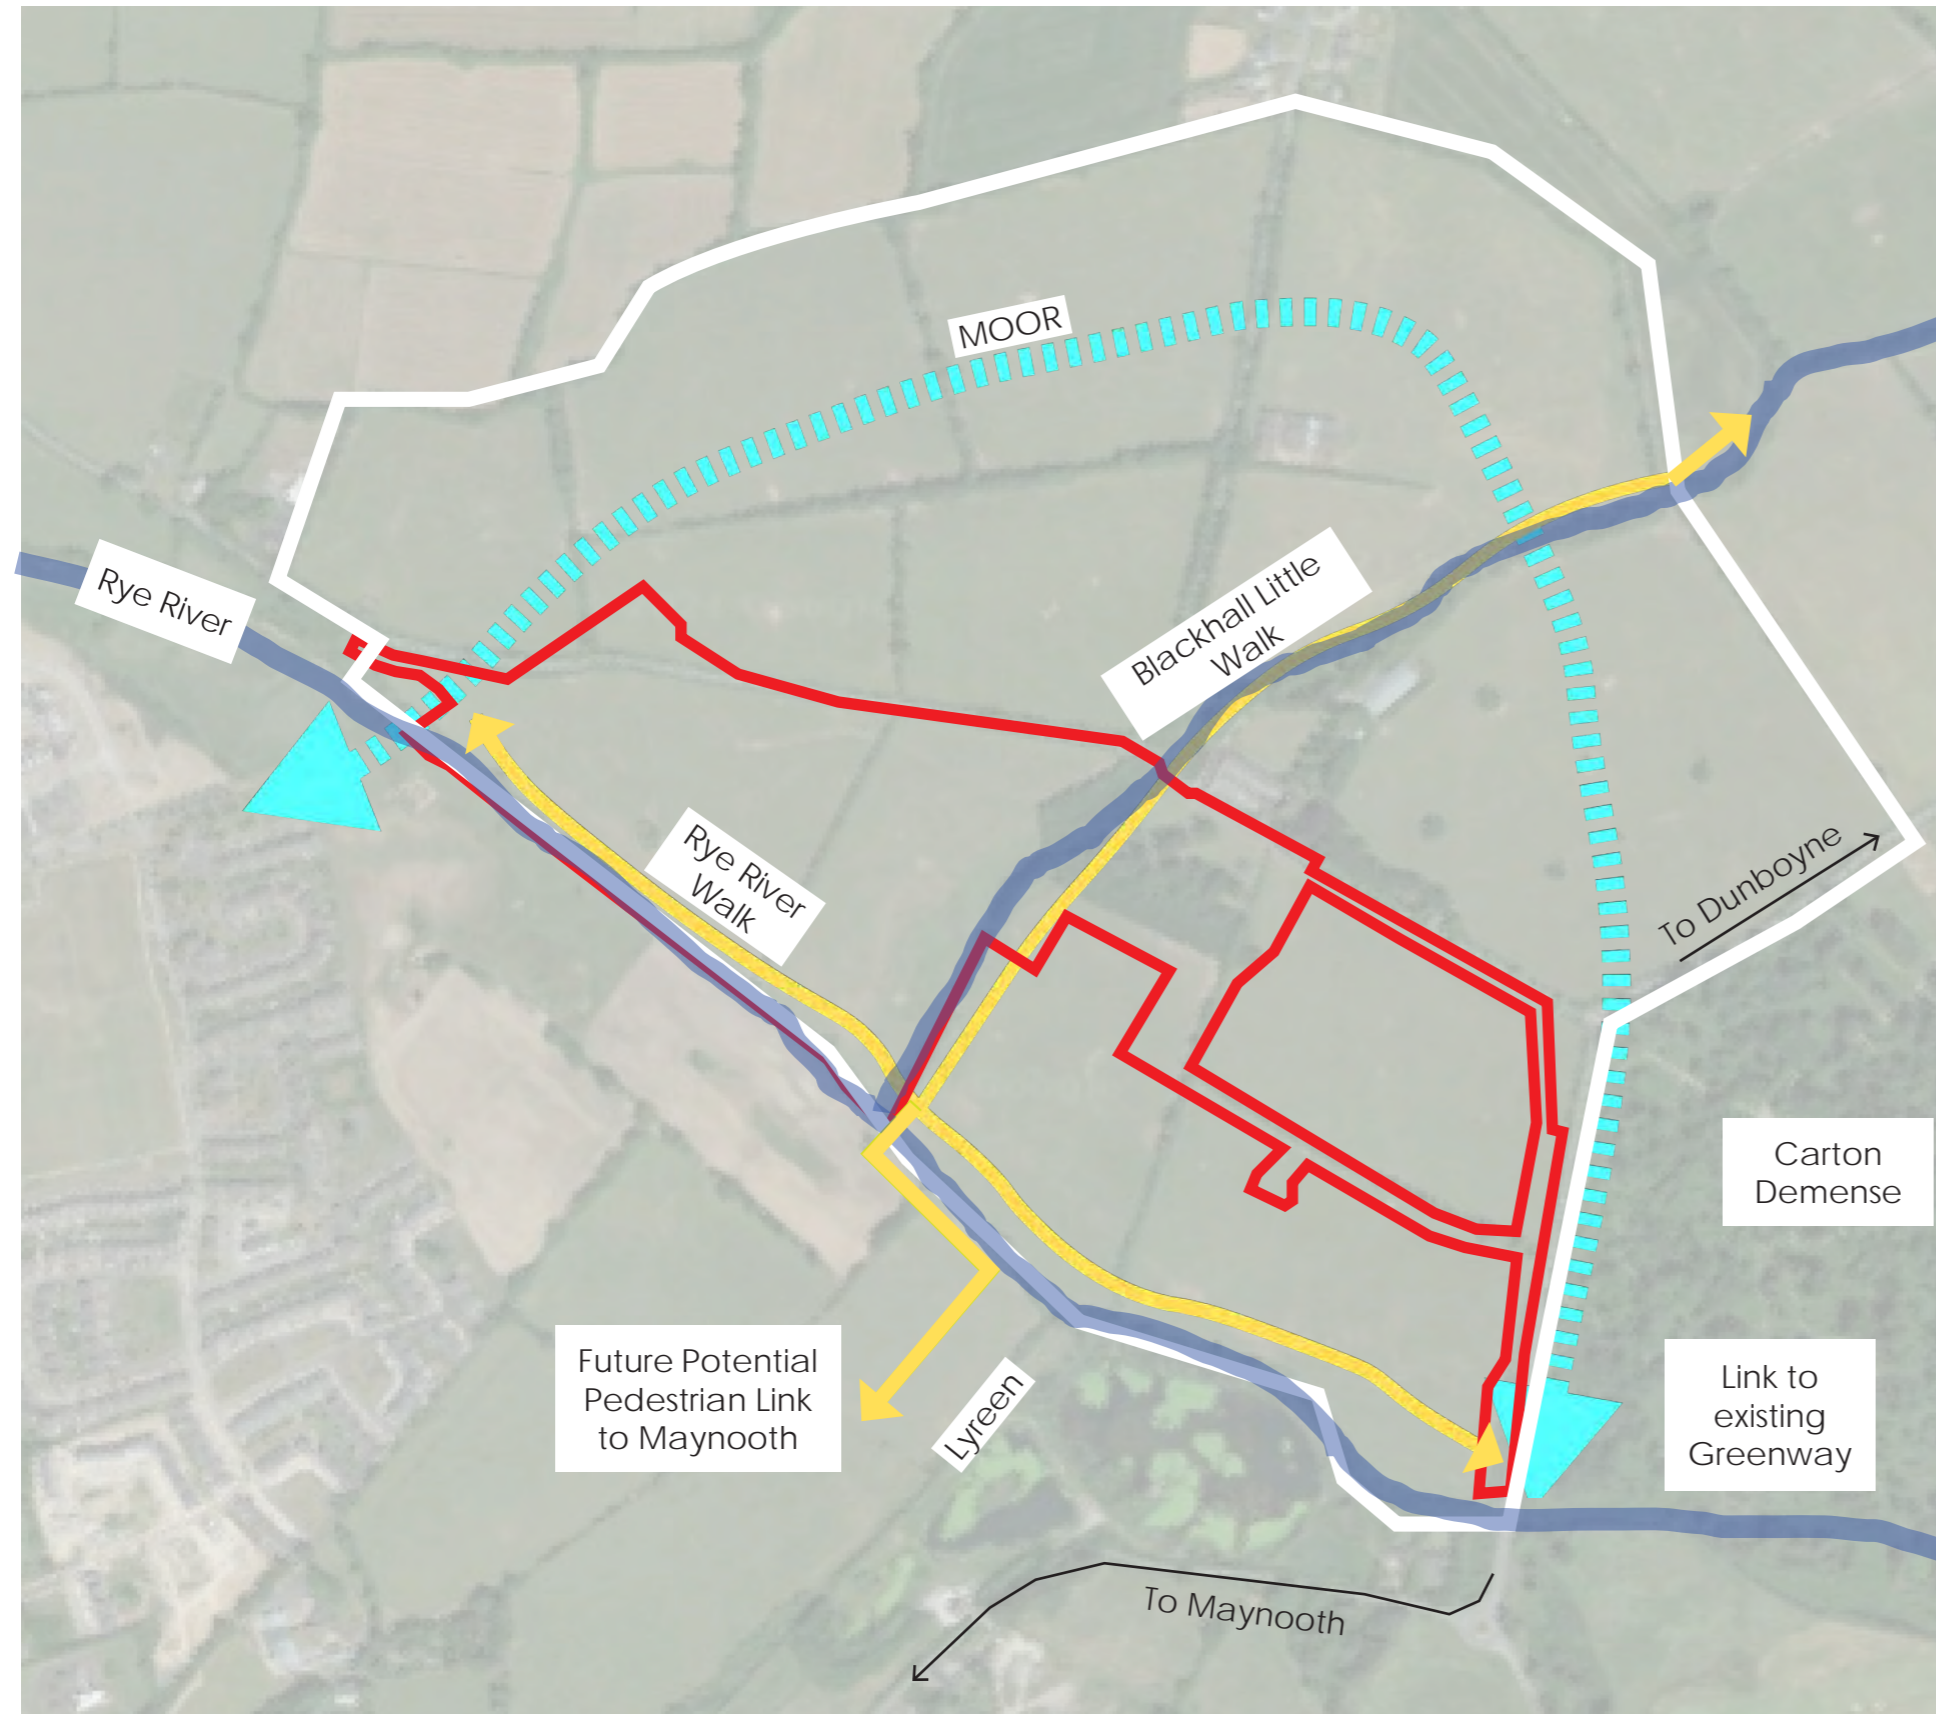 MOOR
Rye River
Blackhall Little
Walk
Rye River
Walk
To Dunboyne
Carton
Demense
Future Potential
Pedestrian Link
to Maynooth
Lyreen
Link to
existing
Greenway
To Maynooth